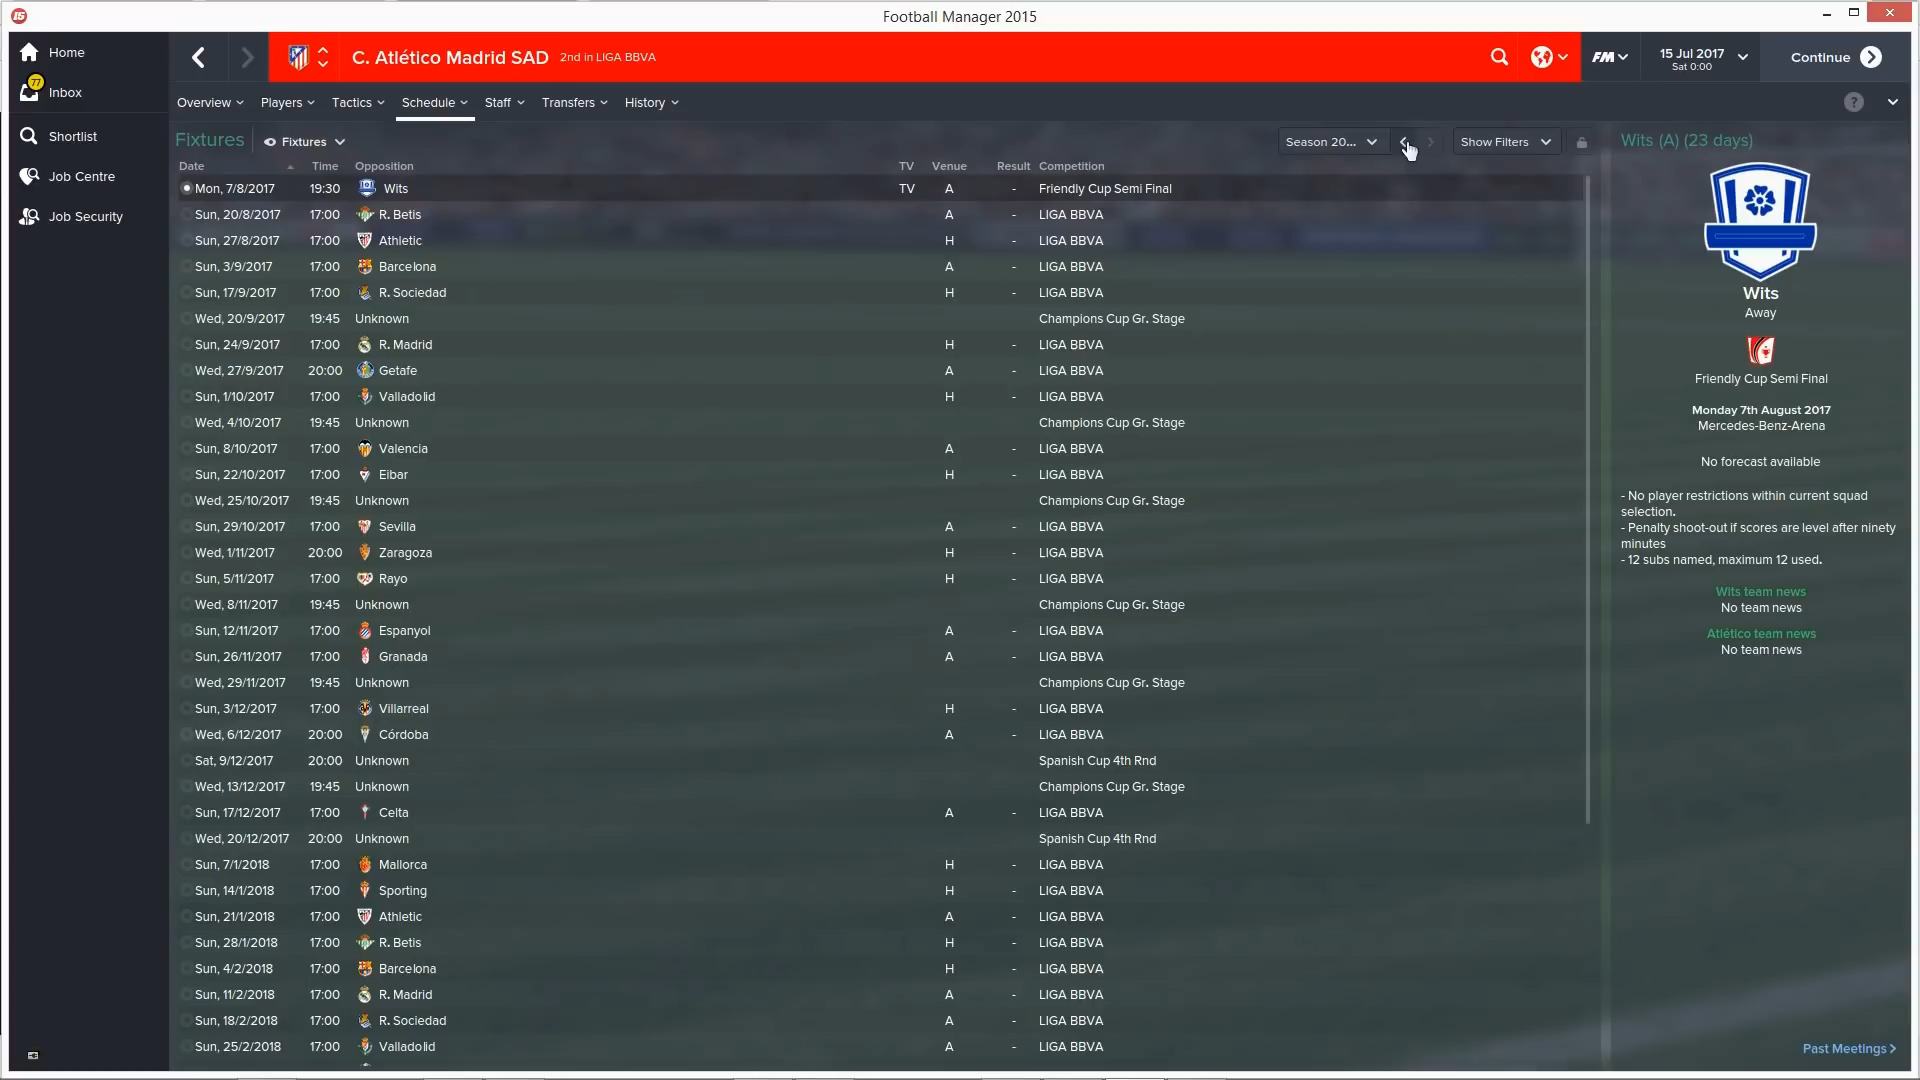 Football Manager 2015
Home
77
Inbox
Shortlist
Job Centre
Job Security
C. Atlético Madrid SAD 2nd in LIGA BBVA
FM
15 Jul 2017
Sat 0:00
Continue
Overview Players Tactics Schedule Staff Transfers History
?
Fixtures Fixtures Season 20... Show Filters
Date Time Opposition TV Venue Result Competition
Mon, 7/8/2017 19:30 Wits TV A - Friendly Cup Semi Final
Sun, 20/8/2017 17:00 R. Betis A - LIGA BBVA
Sun, 27/8/2017 17:00 Athletic H - LIGA BBVA
Sun, 3/9/2017 17:00 Barcelona A - LIGA BBVA
Sun, 17/9/2017 17:00 R. Sociedad H - LIGA BBVA
Wed, 20/9/2017 19:45 Unknown Champions Cup Gr. Stage
Sun, 24/9/2017 17:00 R. Madrid H - LIGA BBVA
Wed, 27/9/2017 20:00 Getafe A - LIGA BBVA
Sun, 1/10/2017 17:00 Valladolid H - LIGA BBVA
Wed, 4/10/2017 19:45 Unknown Champions Cup Gr. Stage
Sun, 8/10/2017 17:00 Valencia A - LIGA BBVA
Sun, 22/10/2017 17:00 Eibar H - LIGA BBVA
Wed, 25/10/2017 19:45 Unknown Champions Cup Gr. Stage
Sun, 29/10/2017 17:00 Sevilla A - LIGA BBVA
Wed, 1/11/2017 20:00 Zaragoza H - LIGA BBVA
Sun, 5/11/2017 17:00 Rayo H - LIGA BBVA
Wed, 8/11/2017 19:45 Unknown Champions Cup Gr. Stage
Sun, 12/11/2017 17:00 Espanyol A - LIGA BBVA
Sun, 26/11/2017 17:00 Granada A - LIGA BBVA
Wed, 29/11/2017 19:45 Unknown Champions Cup Gr. Stage
Sun, 3/12/2017 17:00 Villarreal H - LIGA BBVA
Wed, 6/12/2017 20:00 Córdoba A - LIGA BBVA
Sat, 9/12/2017 20:00 Unknown Spanish Cup 4th Rnd
Wed, 13/12/2017 19:45 Unknown Champions Cup Gr. Stage
Sun, 17/12/2017 17:00 Celta A - LIGA BBVA
Wed, 20/12/2017 20:00 Unknown Spanish Cup 4th Rnd
Sun, 7/1/2018 17:00 Mallorca H - LIGA BBVA
Sun, 14/1/2018 17:00 Sporting H - LIGA BBVA
Sun, 21/1/2018 17:00 Athletic A - LIGA BBVA
Sun, 28/1/2018 17:00 R. Betis H - LIGA BBVA
Sun, 4/2/2018 17:00 Barcelona H - LIGA BBVA
Sun, 11/2/2018 17:00 R. Madrid A - LIGA BBVA
Sun, 18/2/2018 17:00 R. Sociedad A - LIGA BBVA
Sun, 25/2/2018 17:00 Valladolid A - LIGA BBVA
Wits (A) (23 days)
Wits
Away
Friendly Cup Semi Final
Monday 7th August 2017
Mercedes-Benz-Arena
No forecast available
- No player restrictions within current squad
selection.
- Penalty shoot-out if scores are level after ninety
minutes
- 12 subs named, maximum 12 used.
Wits team news
No team news
Atlético team news
No team news
Past Meetings